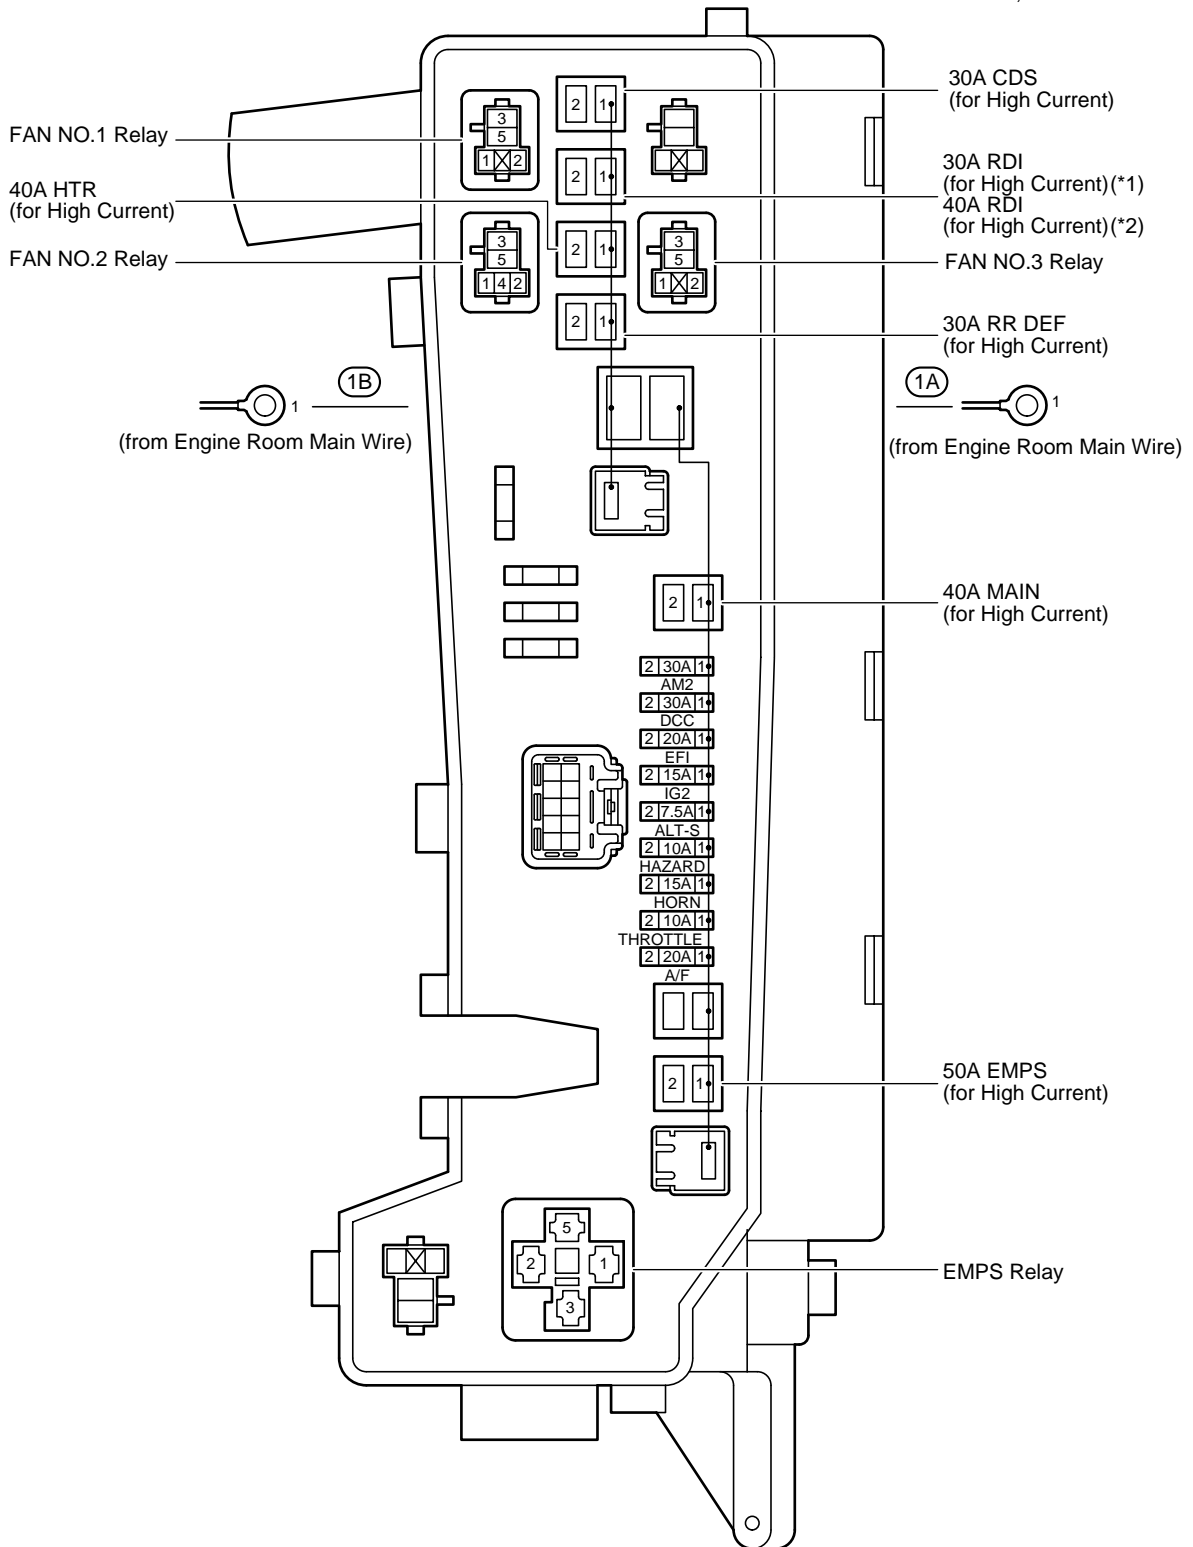 30A CDS
(for High Current)
FAN NO.1 Relay
40A HTR
(for High Current)
FAN NO.2 Relay
30A RDI
(for High Current)(*1)
40A RDI
(for High Current)(*2)
FAN NO.3 Relay
30A RR DEF
(for High Current)
2 1
3
5
1 2
2 1
2 1
3
5
1 4 2
3
5
1 2
2 1
1B
1
(from Engine Room Main Wire)
1A
1
(from Engine Room Main Wire)
40A MAIN
(for High Current)
2 1
2 30A 1
AM2
2 30A 1
DCC
2 20A 1
EFI
2 15A 1
IG2
2 7.5A 1
ALT-S
2 10A 1
HAZARD
2 15A 1
HORN
2 10A 1
THROTTLE
2 20A 1
A/F
50A EMPS
(for High Current)
2 1
5
2 1
3
EMPS Relay